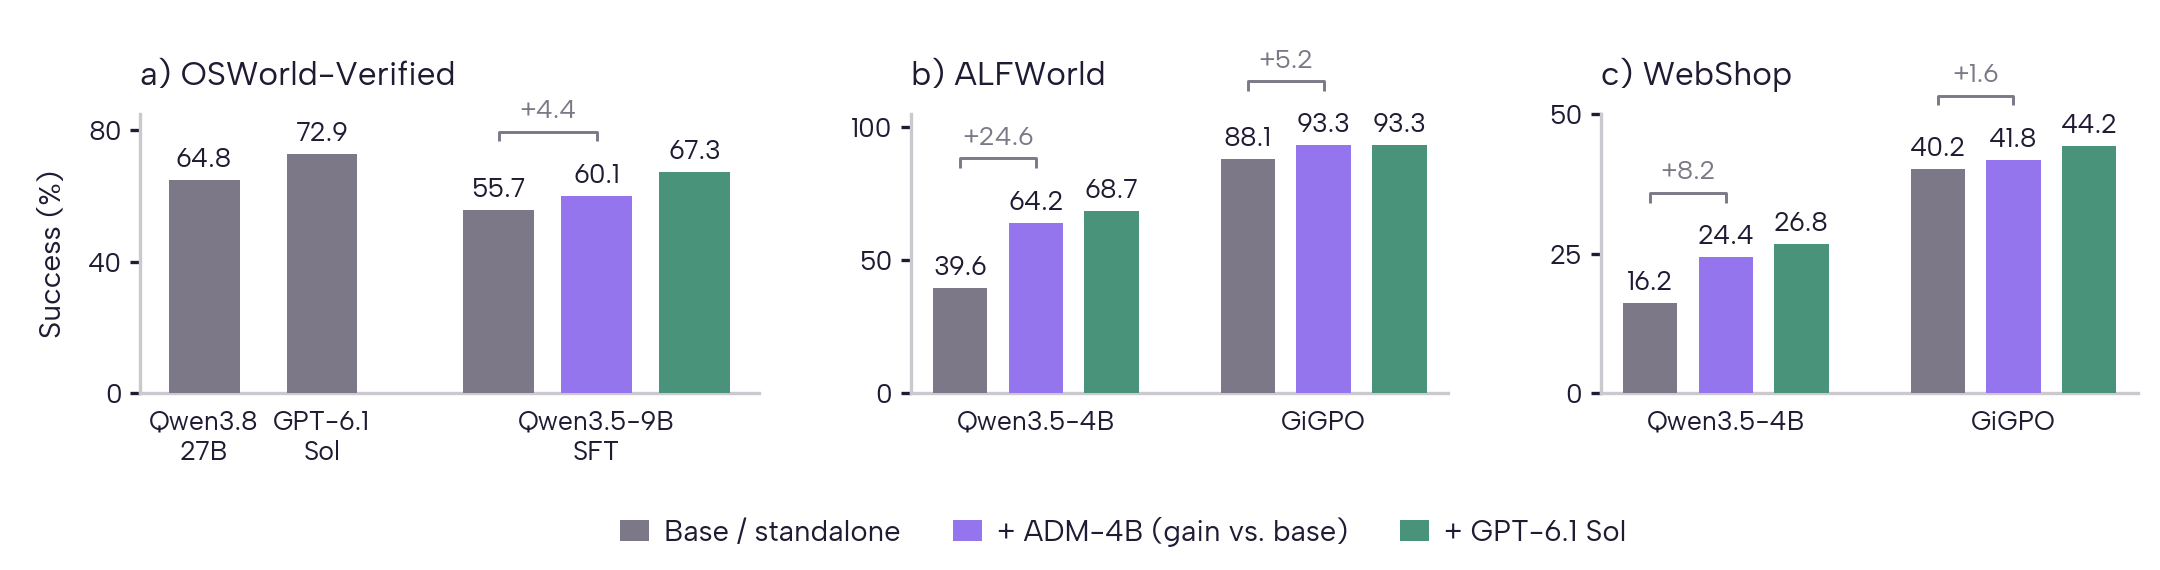 a) OSWorld-Verified
Success (%)
80
40
0
64.8
72.9
+4.4
55.7
60.1
67.3
Qwen3.8
27B
GPT-6.1
Sol
Qwen3.5-9B
SFT
b) ALFWorld
100
50
0
+24.6
39.6
64.2
68.7
+5.2
88.1
93.3
93.3
Qwen3.5-4B
GiGPO
c) WebShop
50
25
0
+8.2
16.2
24.4
26.8
+1.6
40.2
41.8
44.2
Qwen3.5-4B
GiGPO
Base / standalone
+ ADM-4B (gain vs. base)
+ GPT-6.1 Sol